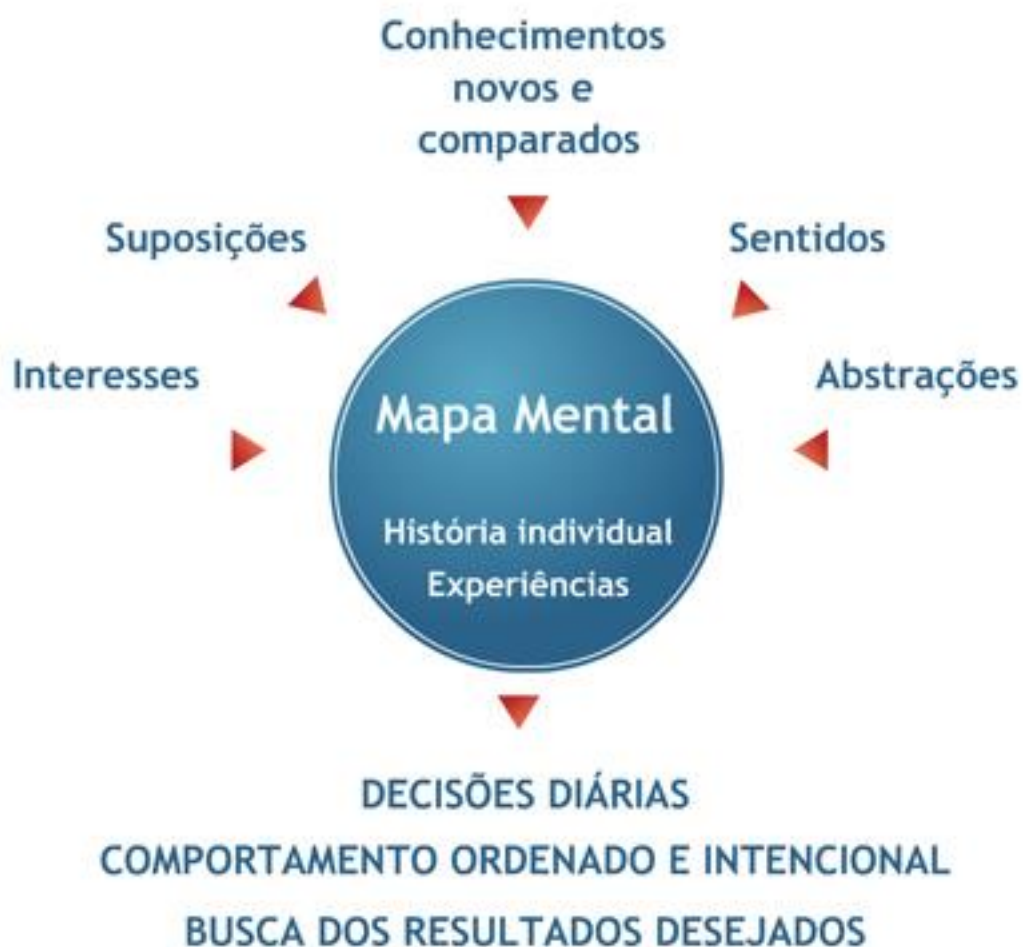 Conhecimentos
novos e
comparados
Suposições
Sentidos
Interesses
Abstrações
Mapa Mental
História individual
Experiências
DECISÕES DIÁRIAS
COMPORTAMENTO ORDENADO E INTENCIONAL
BUSCA DOS RESULTADOS DESEJADOS